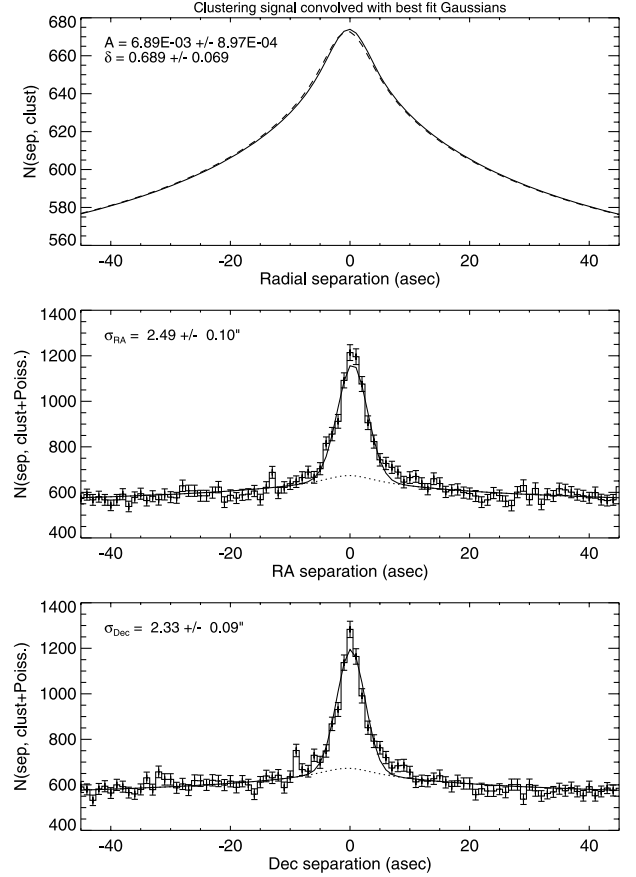 Clustering signal convolved with best fit Gaussians
A = 6.89E-03 +/- 8.97E-04
δ = 0.689 +/- 0.069
N(sep, clust)
680
660
640
620
600
580
560
-40 -20 0 20 40
Radial separation (asec)
σRA = 2.49 +/- 0.10"
N(sep, clust+Poiss.)
1400
1200
1000
800
600
400
-40 -20 0 20 40
RA separation (asec)
σDec = 2.33 +/- 0.09"
N(sep, clust+Poiss.)
1400
1200
1000
800
600
400
-40 -20 0 20 40
Dec separation (asec)